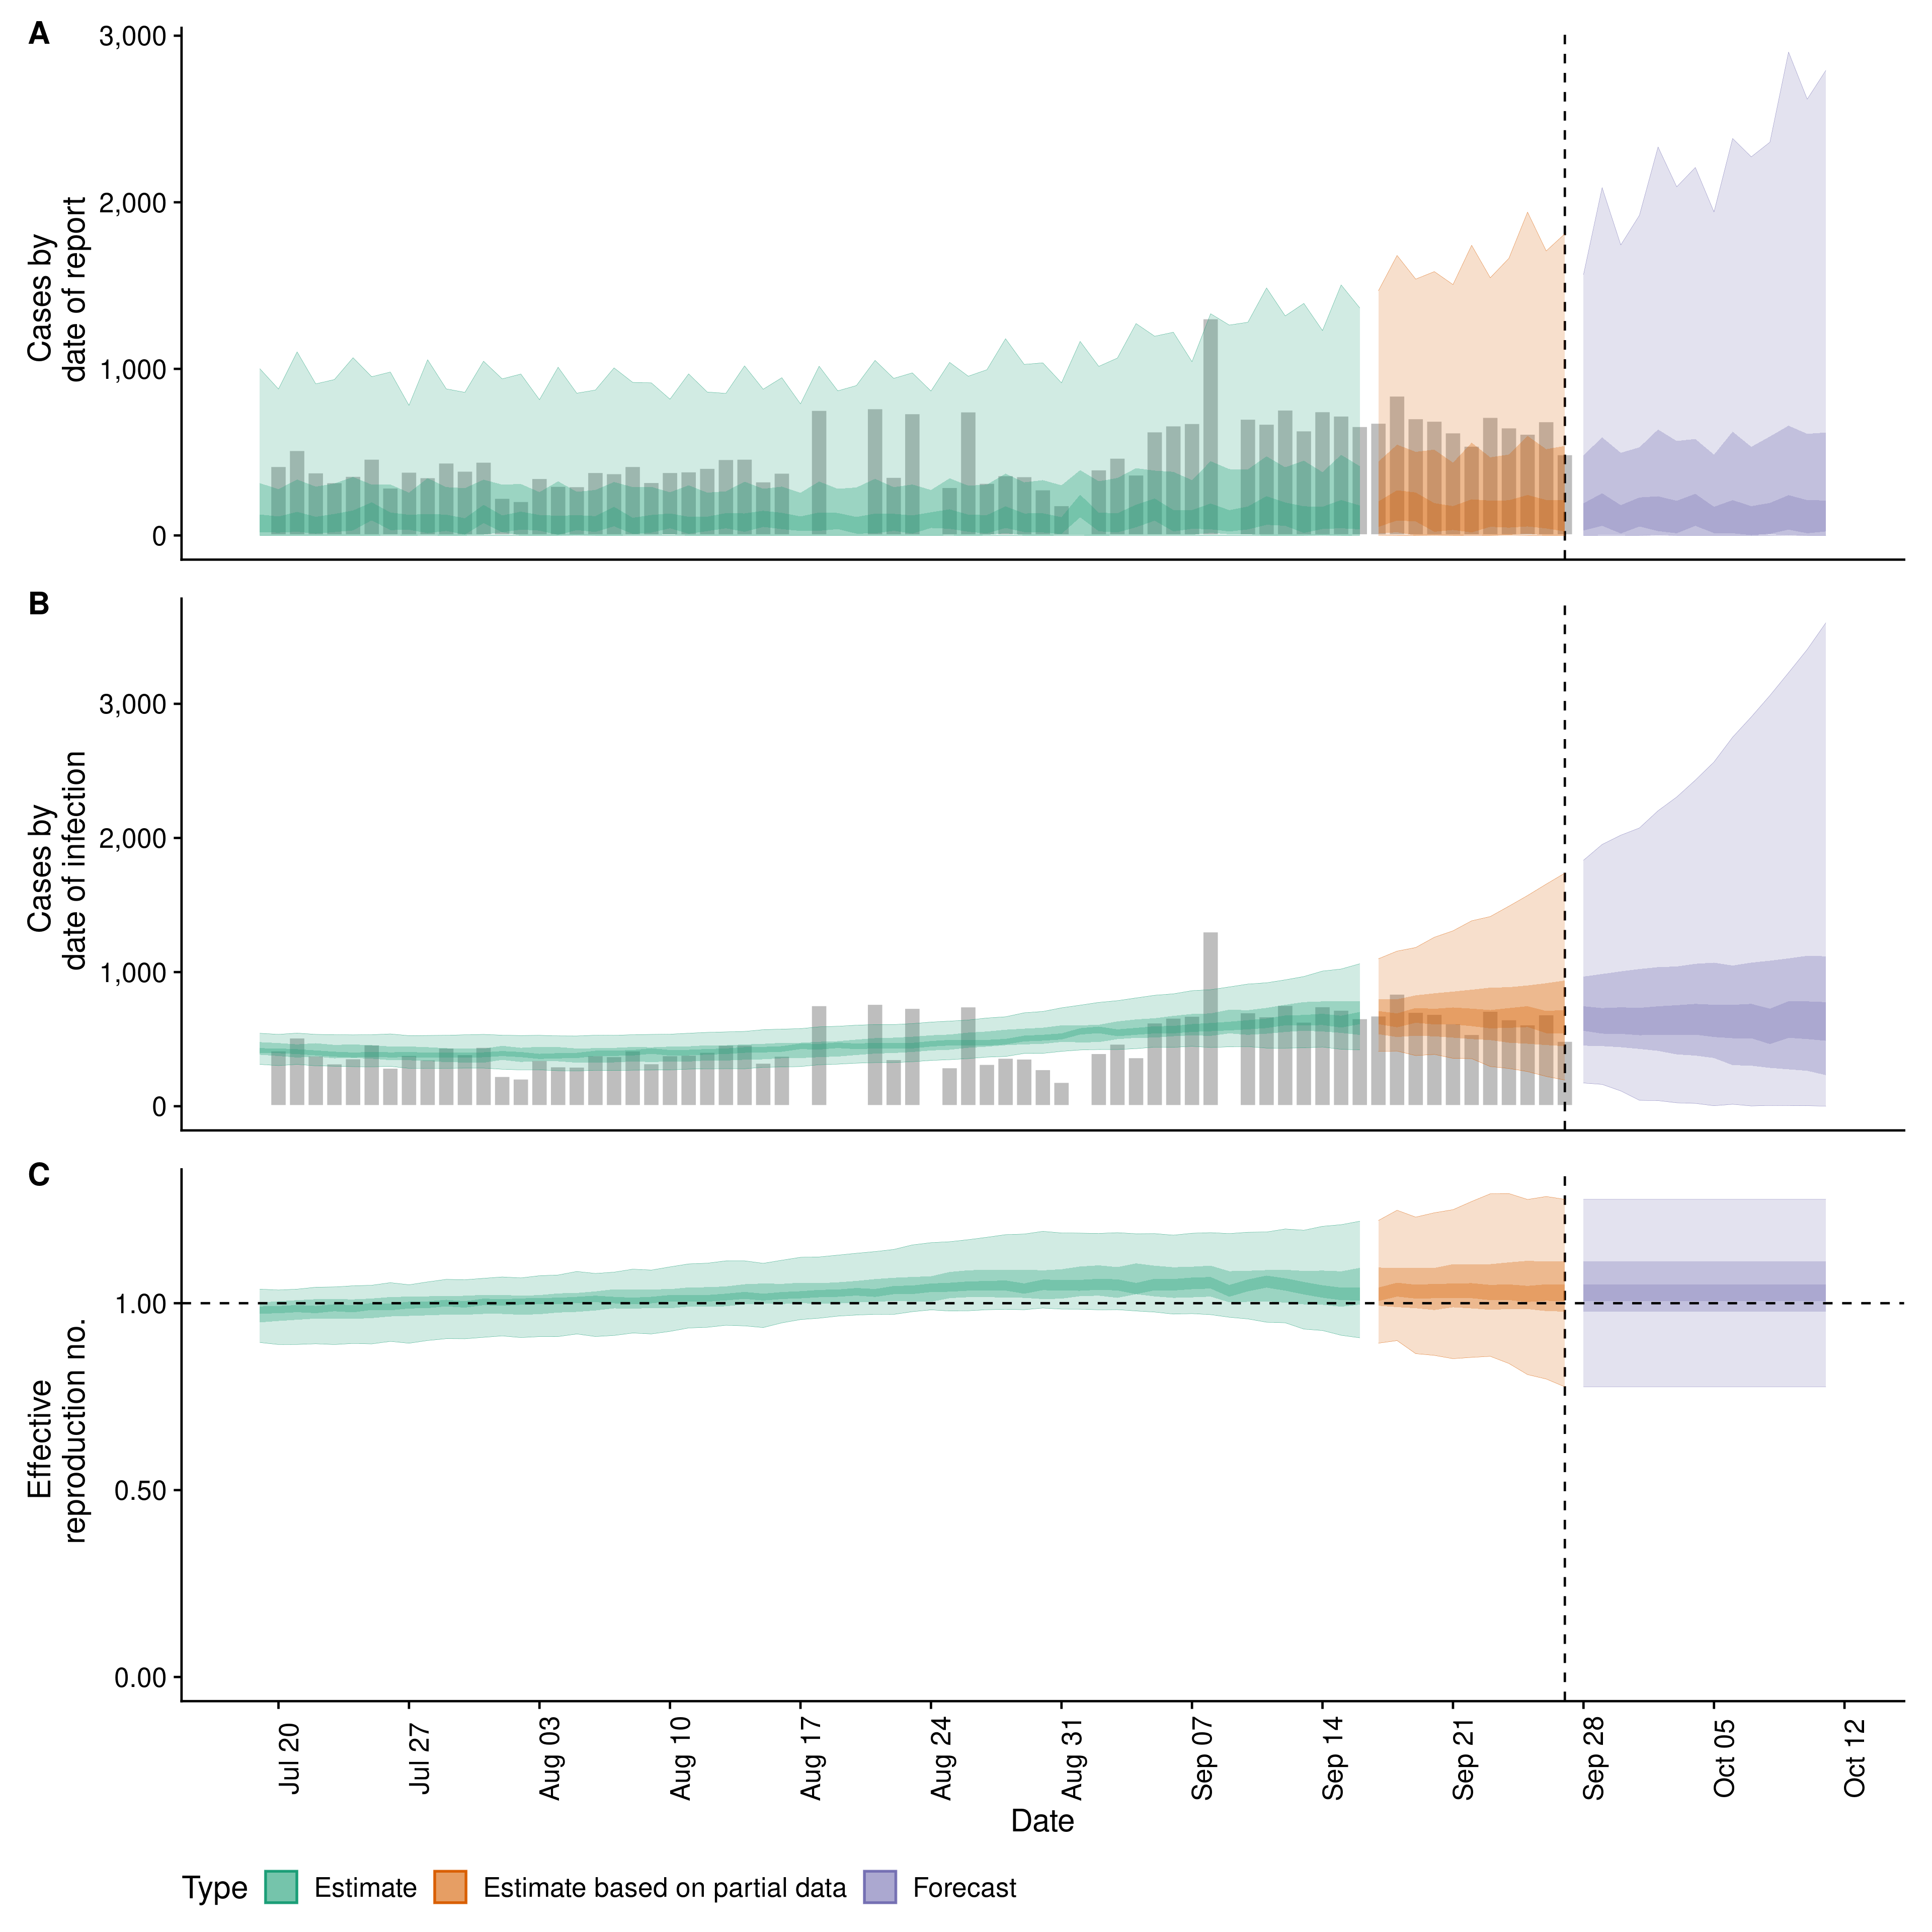 A
3,000
2,000
1,000
0
Cases by
date of report
B
3,000
2,000
1,000
0
Cases by
date of infection
C
1.00
0.50
0.00
Effective
reproduction no.
Jul 20
Jul 27
Aug 03
Aug 10
Aug 17
Aug 24
Aug 31
Sep 07
Sep 14
Sep 21
Sep 28
Oct 05
Oct 12
Date
Type Estimate Estimate based on partial data Forecast